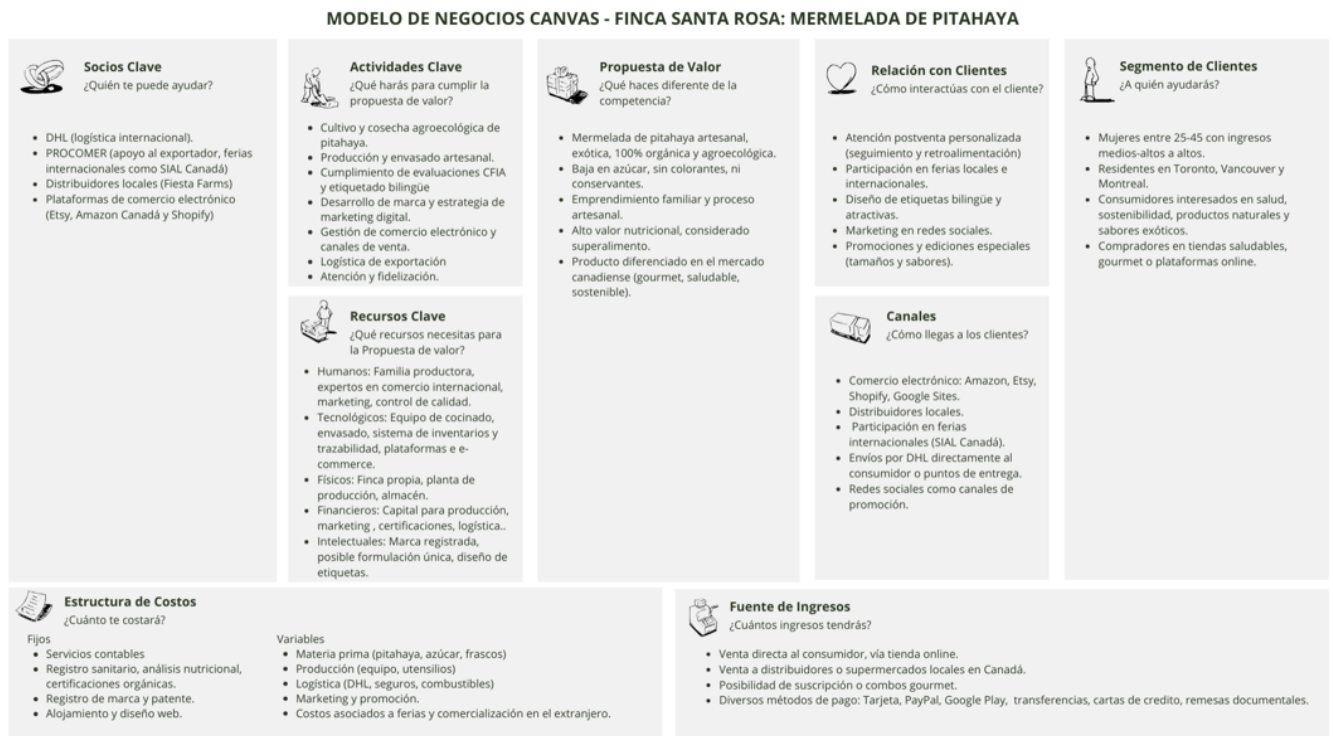 MODELO DE NEGOCIOS CANVAS - FINCA SANTA ROSA: MERMELADA DE PITAHAYA
Socios Clave
¿Quién te puede ayudar?
• DHL (logística internacional).
• PROCOMER (apoyo al exportador, ferias
internacionales como SIAL Canadá)
• Distribuidores locales (Fiesta Farms)
• Plataformas de comercio electrónico
(Etsy, Amazon Canadá y Shopify)
Actividades Clave
¿Qué harás para cumplir la
propuesta de valor?
• Cultivo y cosecha agroecológica de
pitahaya.
• Producción y envasado artesanal.
• Cumplimiento de evaluaciones CFIA
y etiquetado bilingüe
• Desarrollo de marca y estrategia de
marketing digital.
• Gestión de comercio electrónico y
canales de venta.
• Logística de exportación
• Atención y fidelización.
Recursos Clave
¿Qué recursos necesitas para
la Propuesta de valor?
• Humanos: Familia productora,
expertos en comercio internacional,
marketing, control de calidad.
• Tecnológicos: Equipo de cocinado,
envasado, sistema de inventarios y
trazabilidad, plataformas e e-
commerce.
• Físicos: Finca propia, planta de
producción, almacén.
• Financieros: Capital para producción,
marketing , certificaciones, logística..
• Intelectuales: Marca registrada,
posible formulación única, diseño de
etiquetas.
Propuesta de Valor
¿Qué haces diferente de la
competencia?
• Mermelada de pitahaya artesanal,
exótica, 100% orgánica y agroecológica.
• Baja en azúcar, sin colorantes, ni
conservantes.
• Emprendimiento familiar y proceso
artesanal.
• Alto valor nutricional, considerado
superalimento.
• Producto diferenciado en el mercado
canadiense (gourmet, saludable,
sostenible).
Relación con Clientes
¿Cómo interactúas con el cliente?
• Atención postventa personalizada
(seguimiento y retroalimentación)
• Participación en ferias locales e
internacionales.
• Diseño de etiquetas bilingüe y
atractivas.
• Marketing en redes sociales.
• Promociones y ediciones especiales
(tamaños y sabores).
Canales
¿Cómo llegas a los clientes?
• Comercio electrónico: Amazon, Etsy,
Shopify, Google Sites.
• Distribuidores locales.
• Participación en ferias
internacionales (SIAL Canadá).
• Envíos por DHL directamente al
consumidor o puntos de entrega.
• Redes sociales como canales de
promoción.
Segmento de Clientes
¿A quién ayudarás?
• Mujeres entre 25-45 con ingresos
medios-altos a altos.
• Residentes en Toronto, Vancouver y
Montreal.
• Consumidores interesados en salud,
sostenibilidad, productos naturales y
sabores exóticos.
• Compradores en tiendas saludables,
gourmet o plataformas online.
Estructura de Costos
¿Cuánto te costará?
Fijos
• Servicios contables
• Registro sanitario, análisis nutricional,
certificaciones orgánicas.
• Registro de marca y patente.
• Alojamiento y diseño web.
Variables
• Materia prima (pitahaya, azúcar, frascos)
• Producción (equipo, utensilios)
• Logística (DHL, seguros, combustibles)
• Marketing y promoción.
• Costos asociados a ferias y comercialización en el extranjero.
Fuente de Ingresos
¿Cuántos ingresos tendrás?
• Venta directa al consumidor, vía tienda online.
• Venta a distribuidores o supermercados locales en Canadá.
• Posibilidad de suscripción o combos gourmet.
• Diversos métodos de pago: Tarjeta, PayPal, Google Play, transferencias, cartas de credito, remesas documentales.